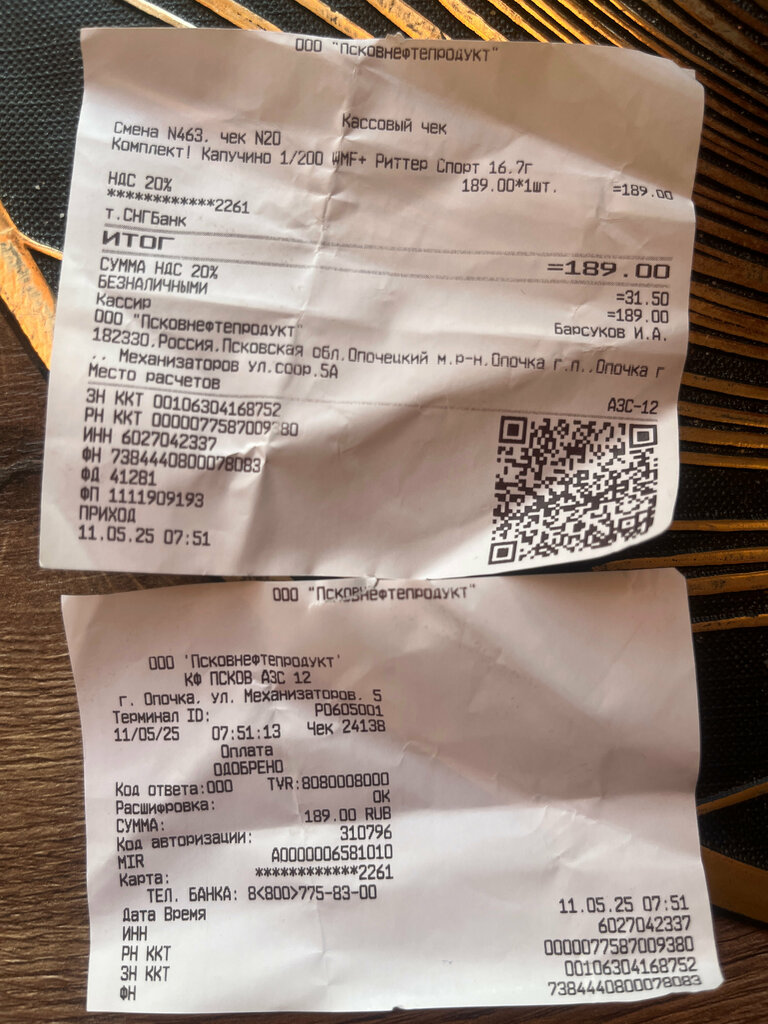 ООО "Псковнефтепродукт"
Кассовый чек
Смена N463. чек N20
Комплект! Капучино 1/200 WMF+ Риттер Спорт 16.7г
189.00*1шт. =189.00
НДС 20%
************2261
т.СНГБанк
ИТОГ =189.00
СУММА НДС 20% =31.50
БЕЗНАЛИЧНЫМИ =189.00
Кассир Барсуков И.А.
ООО "Псковнефтепродукт"
182330,Россия,Псковская обл,Опочецкий м.р-н,Опочка г.п.,Опочка г
., Механизаторов ул.соор.5А
Место расчетов АЗС-12
ЗН ККТ 00106304168752
РН ККТ 0000077587009380
ИНН 6027042337
ФН 7384440800078083
ФД 41281
ФП 1111909193
ПРИХОД
11.05.25 07:51
ООО "Псковнефтепродукт"
ООО 'Псковнефтепродукт'
КФ ПСКОВ АЗС 12
г. Опочка, ул. Механизаторов. 5
Терминал ID: P0605001
11/05/25 07:51:13 Чек 24138
Оплата
ОДОБРЕНО
Код ответа:000 TVR:8080008000
Расшифровка: OK
СУММА: 189.00 RUB
Код авторизации: 310796
MIR A0000006581010
Карта: ************2261
ТЕЛ. БАНКА: 8<800>775-83-00
Дата Время 11.05.25 07:51
ИНН 6027042337
РН ККТ 0000077587009380
ЗН ККТ 00106304168752
ФН 7384440800078083